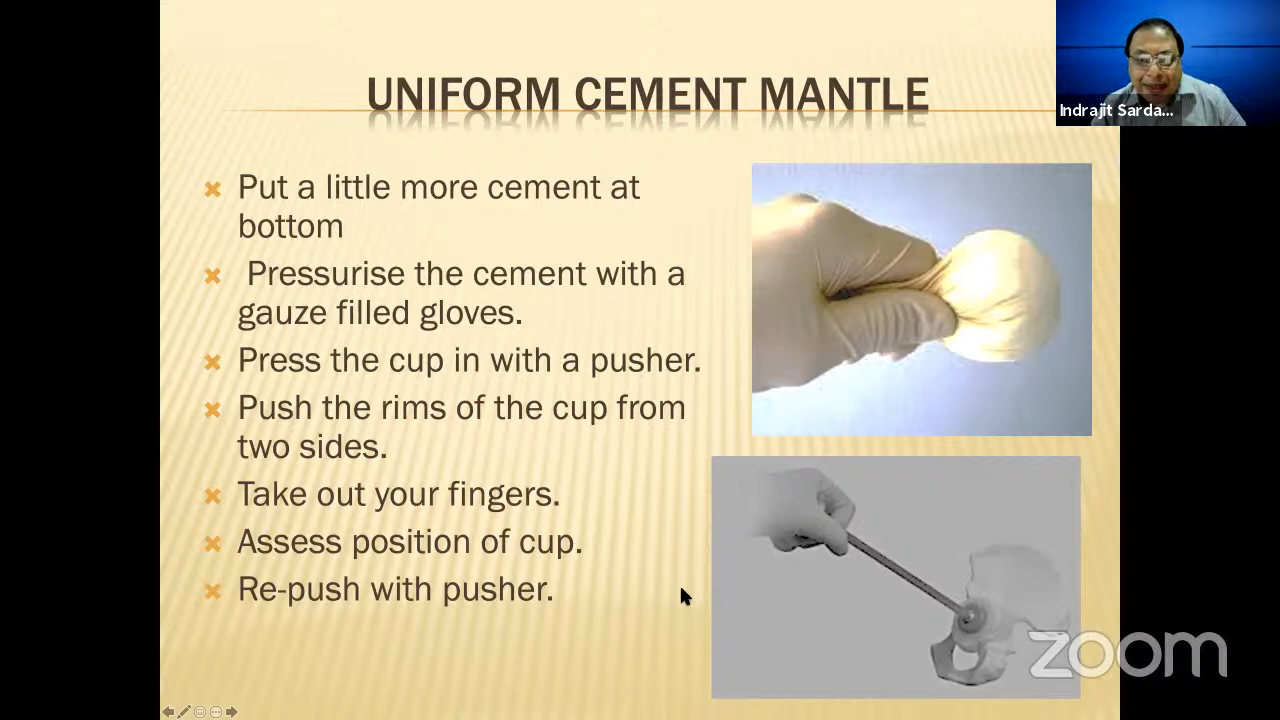 UNIFORM CEMENT MANTLE
Indrajit Sarda...
Put a little more cement at
bottom
Pressurise the cement with a
gauze filled gloves.
Press the cup in with a pusher.
Push the rims of the cup from
two sides.
Take out your fingers.
Assess position of cup.
Re-push with pusher.
zoom